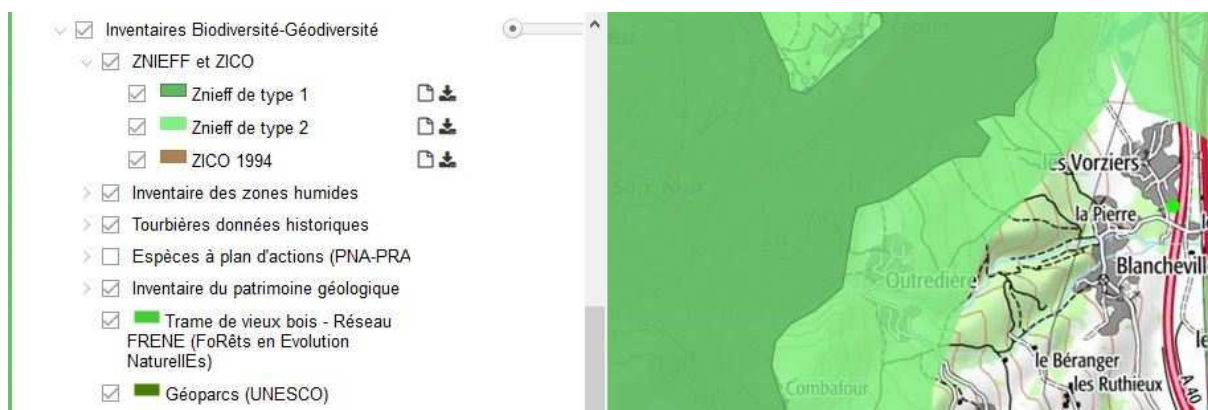 Inventaires Biodiversité-Géodiversité
ZNIEFF et ZICO
Znieff de type 1
Znieff de type 2
ZICO 1994
Inventaire des zones humides
Tourbières données historiques
Espèces à plan d'actions (PNA-PRA
Inventaire du patrimoine géologique
Trame de vieux bois - Réseau
FRENE (FoRêts en Evolution
NaturellEs)
Géoparcs (UNESCO)
les Vorziers
la Pierre
Blanchevill
Outredière
le Béranger
les Ruthieux
Combafour
A 40